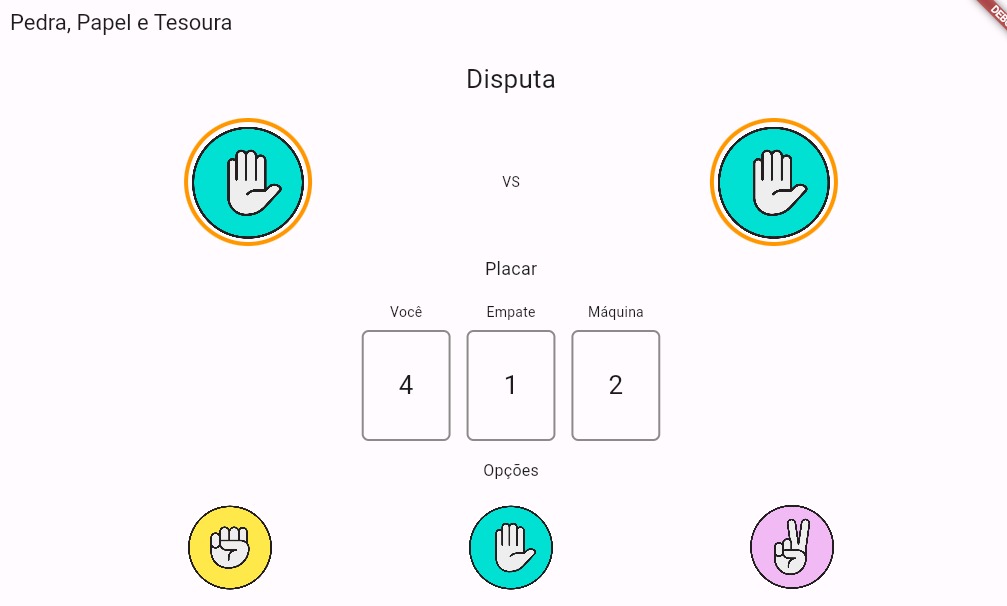 Pedra, Papel e Tesoura
Disputa
VS
Placar
Você
Empate
Máquina
4
1
2
Opções